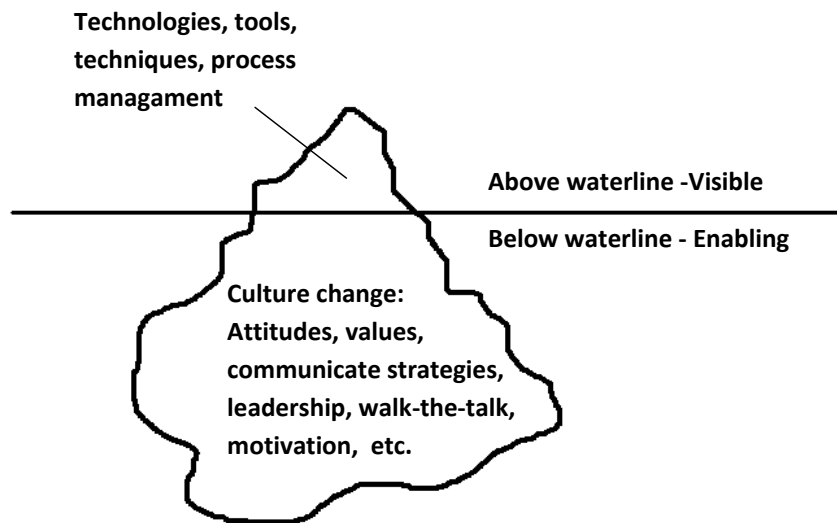 Technologies, tools,
techniques, process
managament
Above waterline -Visible
Below waterline - Enabling
Culture change:
Attitudes, values,
communicate strategies,
leadership, walk-the-talk,
motivation, etc.